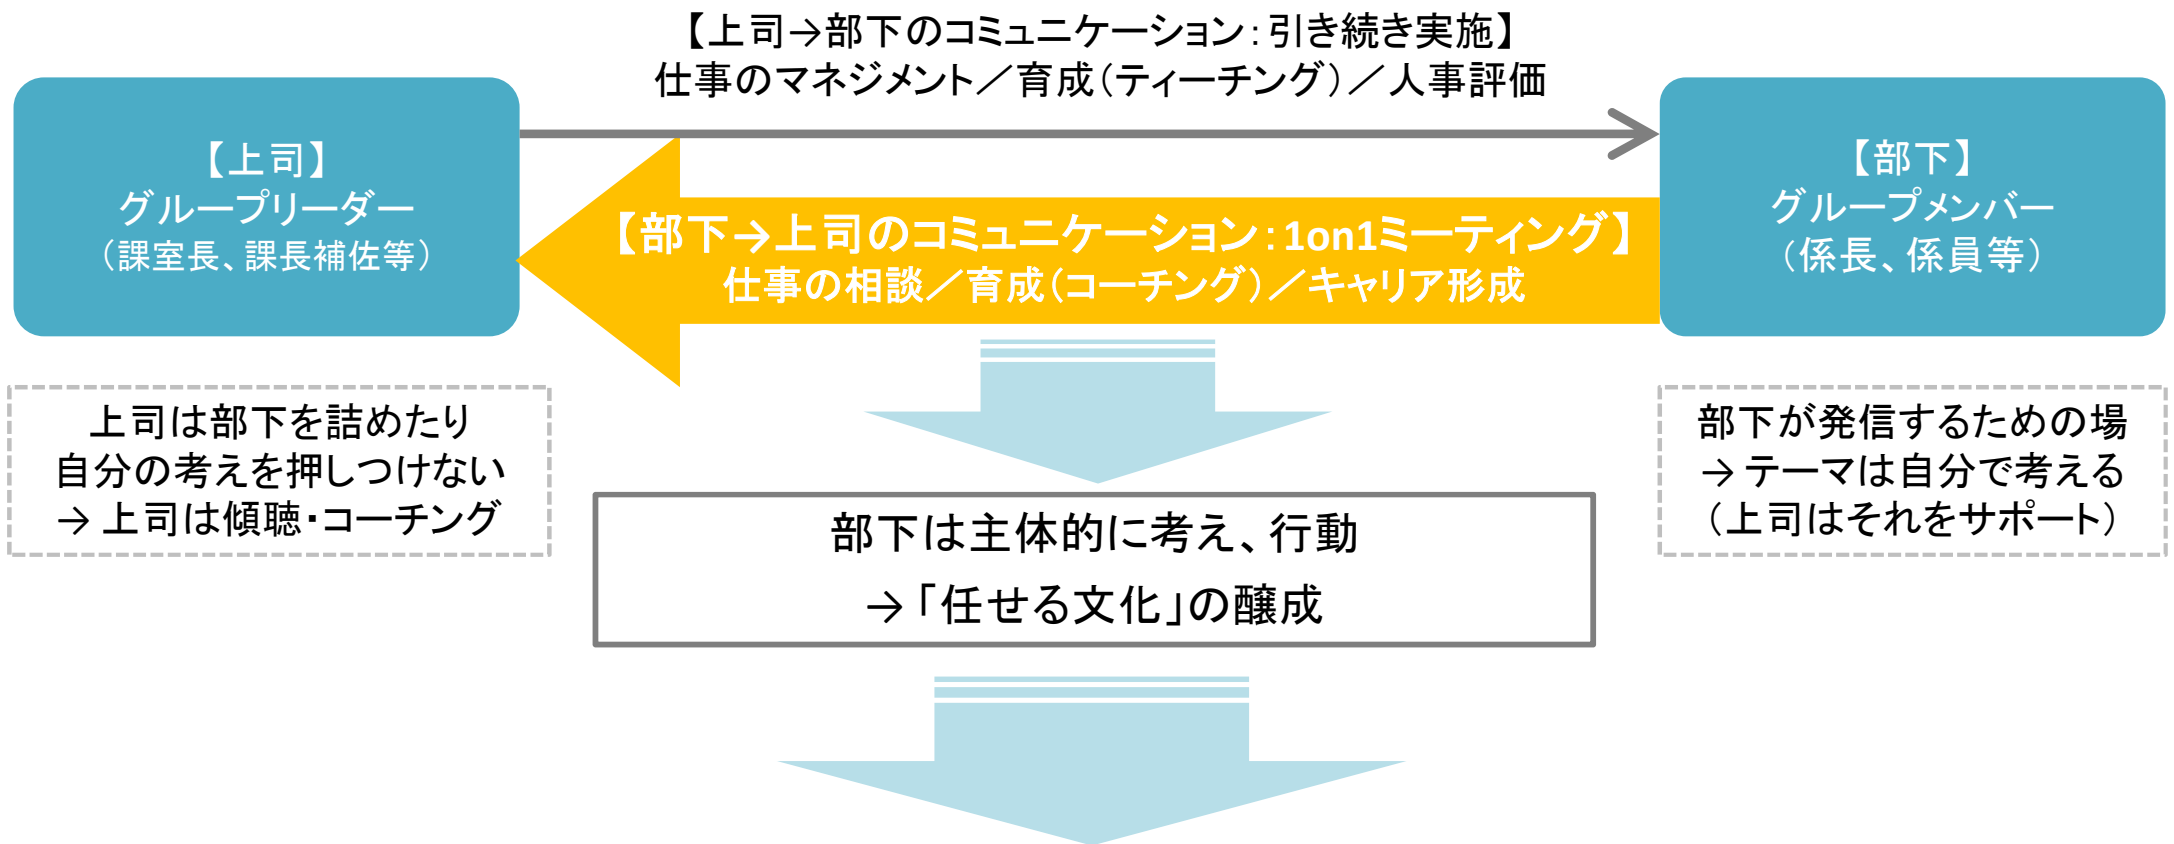 【上司→部下のコミュニケーション：引き続き実施】
仕事のマネジメント／育成（ティーチング）／人事評価
【上司】
グループリーダー
（課室長、課長補佐等）
【部下→上司のコミュニケーション：1on1ミーティング】
仕事の相談／育成（コーチング）／キャリア形成
【部下】
グループメンバー
（係長、係員等）
上司は部下を詰めたり
自分の考えを押しつけない
→ 上司は傾聴・コーチング
部下が発信するための場
→ テーマは自分で考える
（上司はそれをサポート）
部下は主体的に考え、行動
→「任せる文化」の醸成